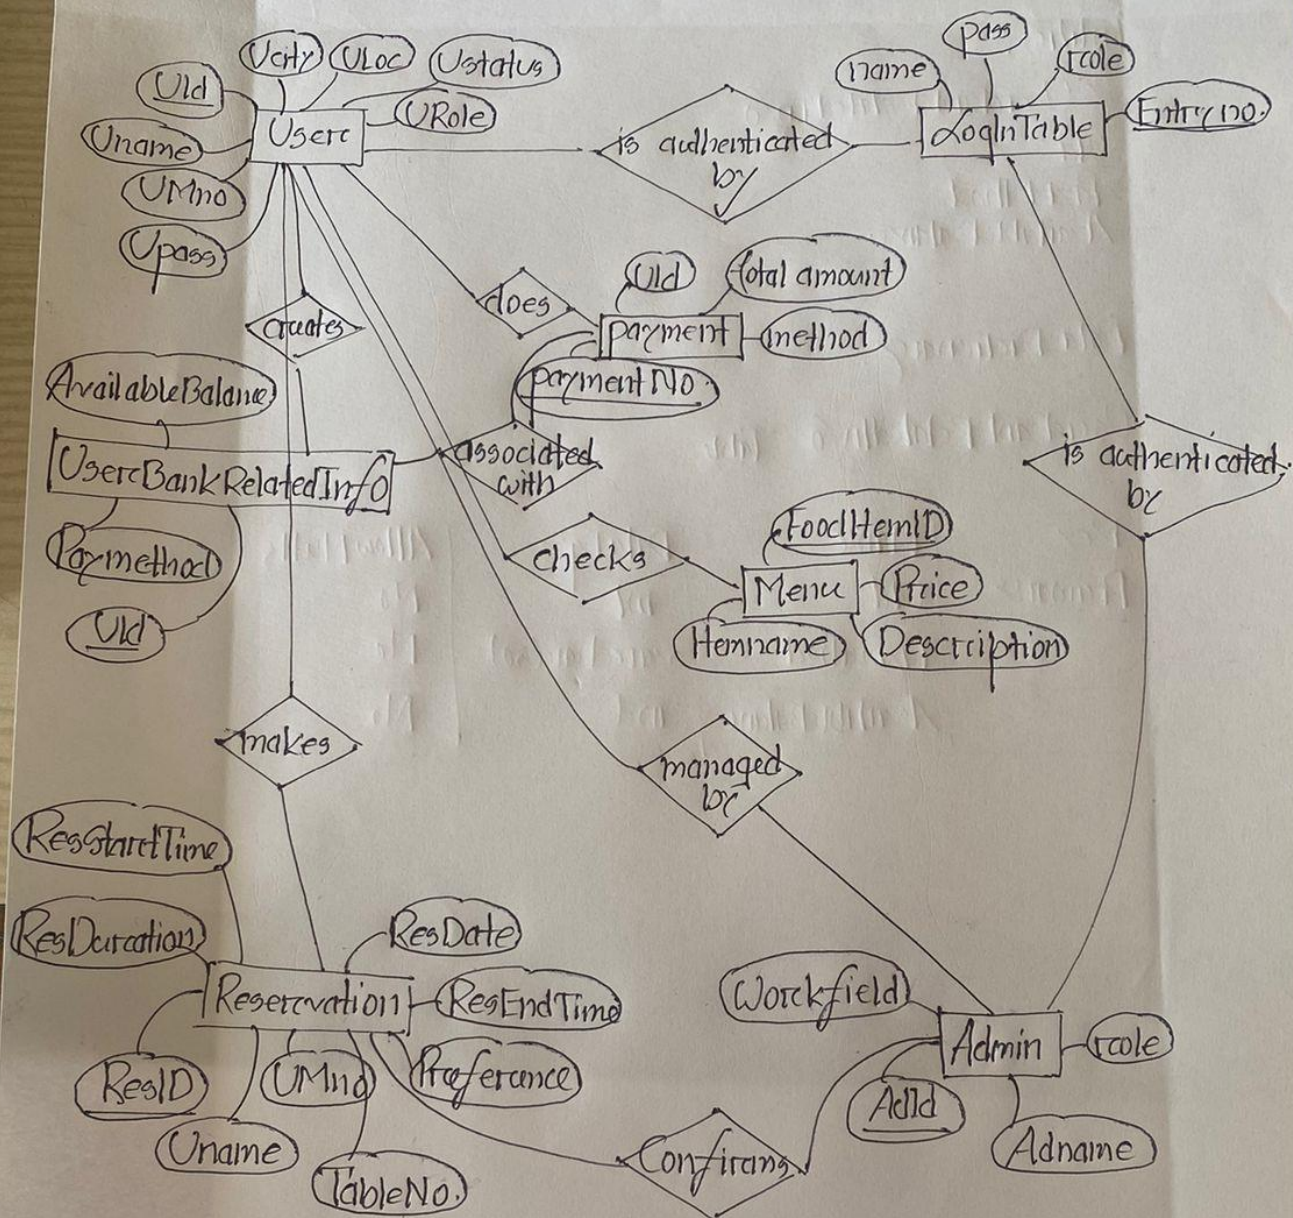 Ucity
ULoc
Ustatus
pass
UId
name
role
User
URole
LogInTable
Entry no.
Uname
is authenticated
by
UMno
Upass
UId
total amount
does
creates
payment
method
AvailableBalance
paymentNo.
UserBankRelatedInfo
associated
with
is authenticated
by
FoodItemID
Paymethod
checks
Menu
Price
UId
Itemname
Description
makes
managed
by
ResStartTime
ResDuration
ResDate
Reservation
ResEndTime
Workfield
Admin
role
ResID
UMno
Preferance
AdId
Uname
Adname
TableNo.
Confirms